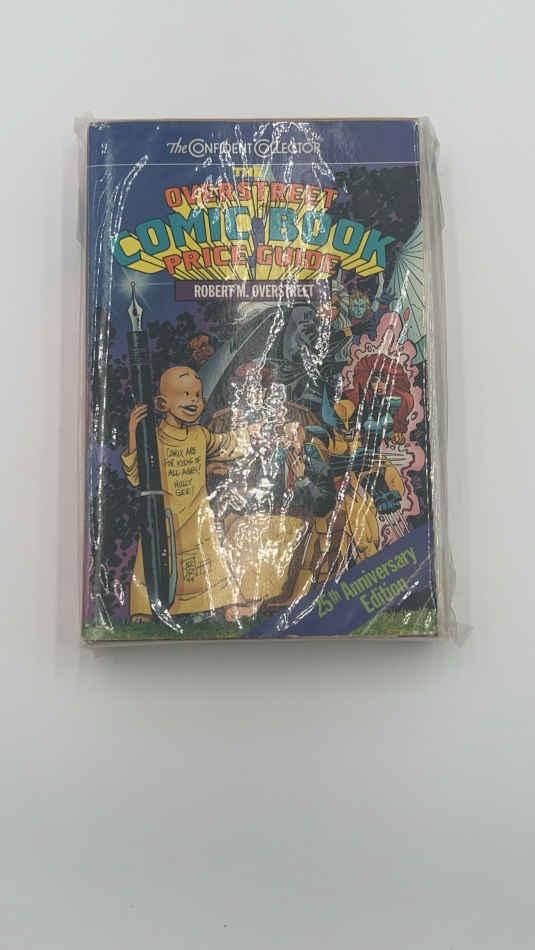 The CONFIDENT COLLECTOR
THE
OVERSTREET
COMIC BOOK
PRICE GUIDE
ROBERT M. OVERSTREET
COMIX ARE
FOR KIDS OF
ALL AGES!
HULLY
GEE!
25th Anniversary
Edition